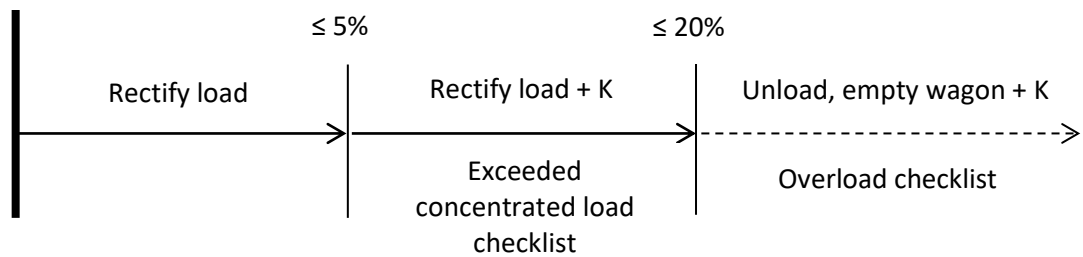 ≤ 5%
≤ 20%
Rectify load
Rectify load + K
Unload, empty wagon + K
Exceeded
concentrated load
checklist
Overload checklist